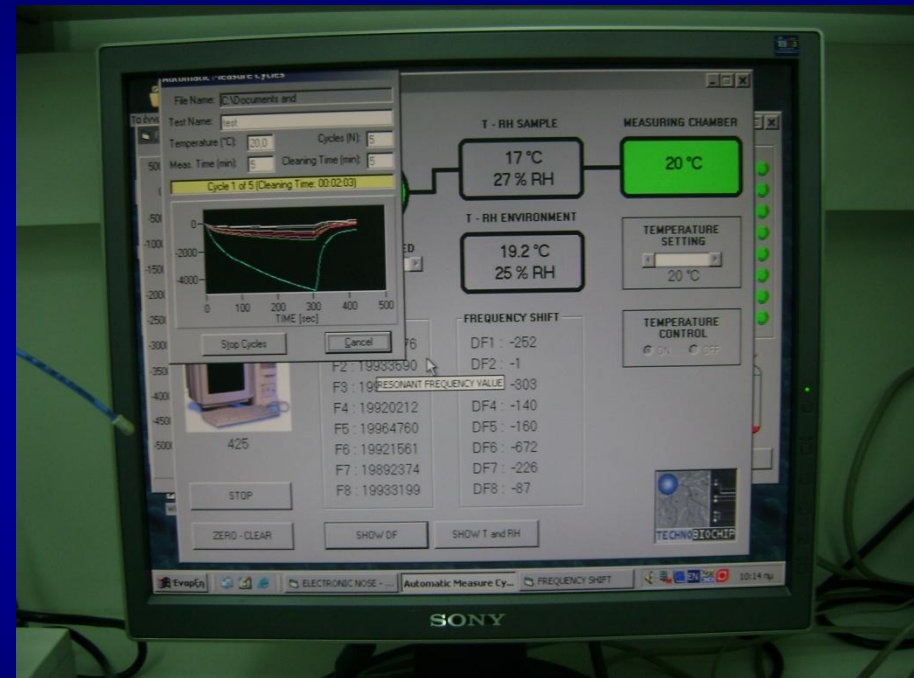 Automatic Measure Cycles
File Name: C:\Documents and
Test Name: test
Temperature (°C): 20.0 Cycles (N): 5
Meas. Time (min): 5 Cleaning Time (min): 5
Cycle 1 of 5 (Cleaning Time: 00:02:03)
0
-2000
-4000
0 100 200 300 400 500
TIME [sec]
Stop Cycles Cancel
T - RH SAMPLE
17 °C
27 % RH
MEASURING CHAMBER
20 °C
T - RH ENVIRONMENT
19.2 °C
25 % RH
TEMPERATURE
SETTING
20 °C
TEMPERATURE
CONTROL
ON OFF
FREQUENCY SHIFT
DF1 : -252
F2 : 19933590 DF2 : -1
RESONANT FREQUENCY VALUE -303
F4 : 19920212 DF4 : -140
F5 : 19964760 DF5 : -160
F6 : 19921561 DF6 : -672
F7 : 19892374 DF7 : -226
F8 : 19933199 DF8 : -87
425
STOP
ZERO - CLEAR SHOW DF SHOW T and RH
TECHNOBIOCHIP
Έναρξη ELECTRONIC NOSE - ... Automatic Measure Cy... FREQUENCY SHIFT EN 10:14 πμ
SONY